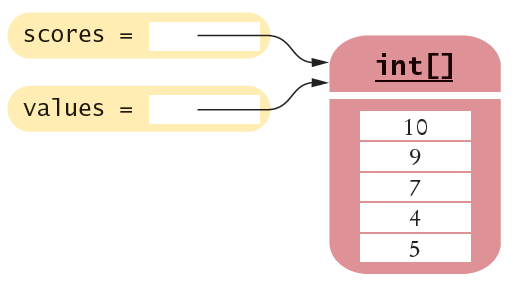 scores =
values =
int[]
10
9
7
4
5